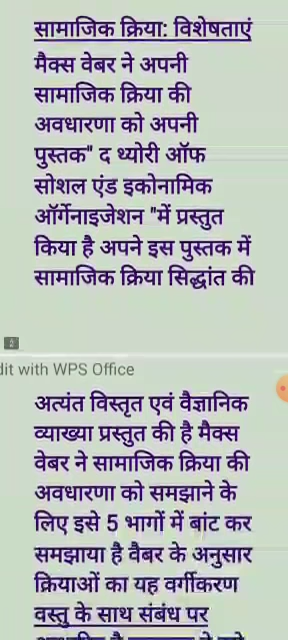 सामाजिक क्रिया: विशेषताएं
मैक्स वेबर ने अपनी
सामाजिक क्रिया की
अवधारणा को अपनी
पुस्तक" द थ्योरी ऑफ
सोशल एंड इकोनामिक
ऑर्गेनाइजेशन "में प्रस्तुत
किया है अपने इस पुस्तक में
सामाजिक क्रिया सिद्धांत की
2
dit with WPS Office
अत्यंत विस्तृत एवं वैज्ञानिक
व्याख्या प्रस्तुत की है मैक्स
वेबर ने सामाजिक क्रिया की
अवधारणा को समझाने के
लिए इसे 5 भागों में बांट कर
समझाया है वैबर के अनुसार
क्रियाओं का यह वर्गीकरण
वस्तु के साथ संबंध पर